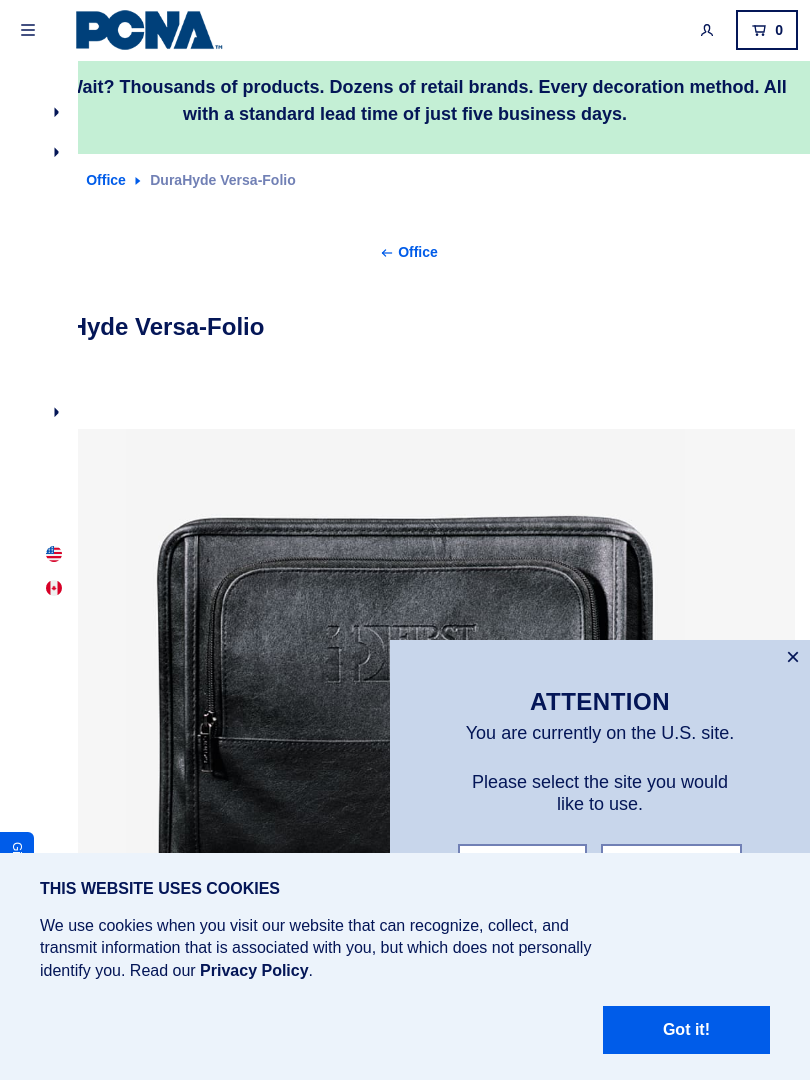 PCNA™
0
Wait? Thousands of products. Dozens of retail brands. Every decoration method. All
with a standard lead time of just five business days.
Office
DuraHyde Versa-Folio
Office
Hyde Versa-Folio
FIRST
ATTENTION
You are currently on the U.S. site.
Please select the site you would
like to use.
THIS WEBSITE USES COOKIES
We use cookies when you visit our website that can recognize, collect, and
transmit information that is associated with you, but which does not personally
identify you. Read our Privacy Policy.
Got it!